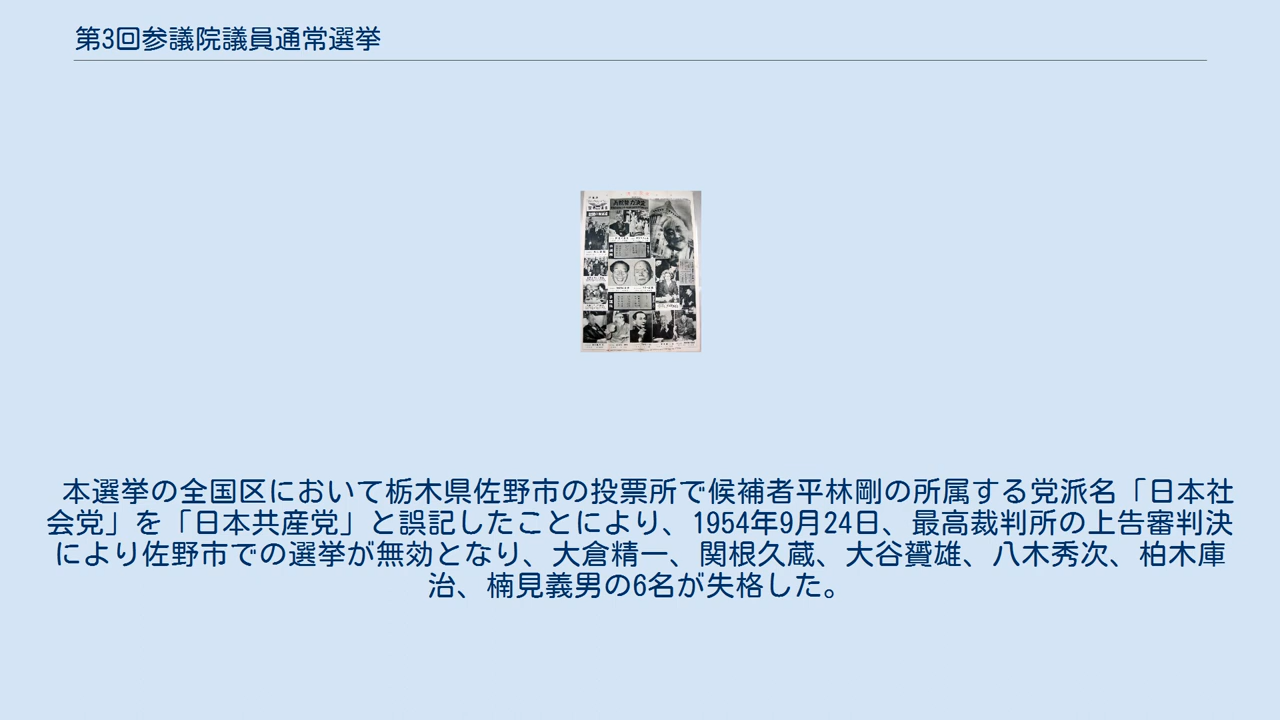 第3回参議院議員通常選挙
本選挙の全国区において栃木県佐野市の投票所で候補者平林剛の所属する党派名「日本社
会党」を「日本共産党」と誤記したことにより、1954年9月24日、最高裁判所の上告審判決
により佐野市での選挙が無効となり、大倉精一、関根久蔵、大谷贇雄、八木秀次、柏木庫
治、楠見義男の6名が失格した。